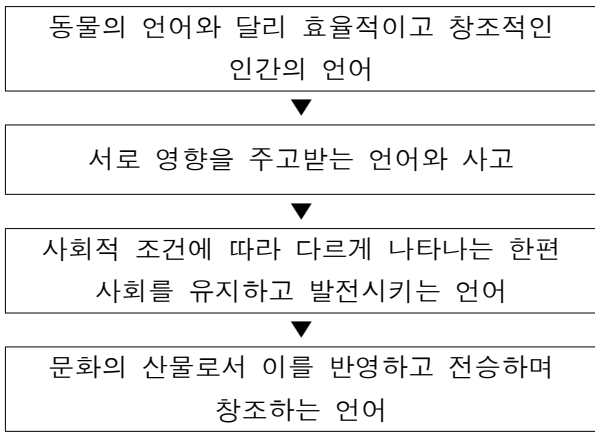 동물의 언어와 달리 효율적이고 창조적인
인간의 언어
▼
서로 영향을 주고받는 언어와 사고
▼
사회적 조건에 따라 다르게 나타나는 한편
사회를 유지하고 발전시키는 언어
▼
문화의 산물로서 이를 반영하고 전승하며
창조하는 언어